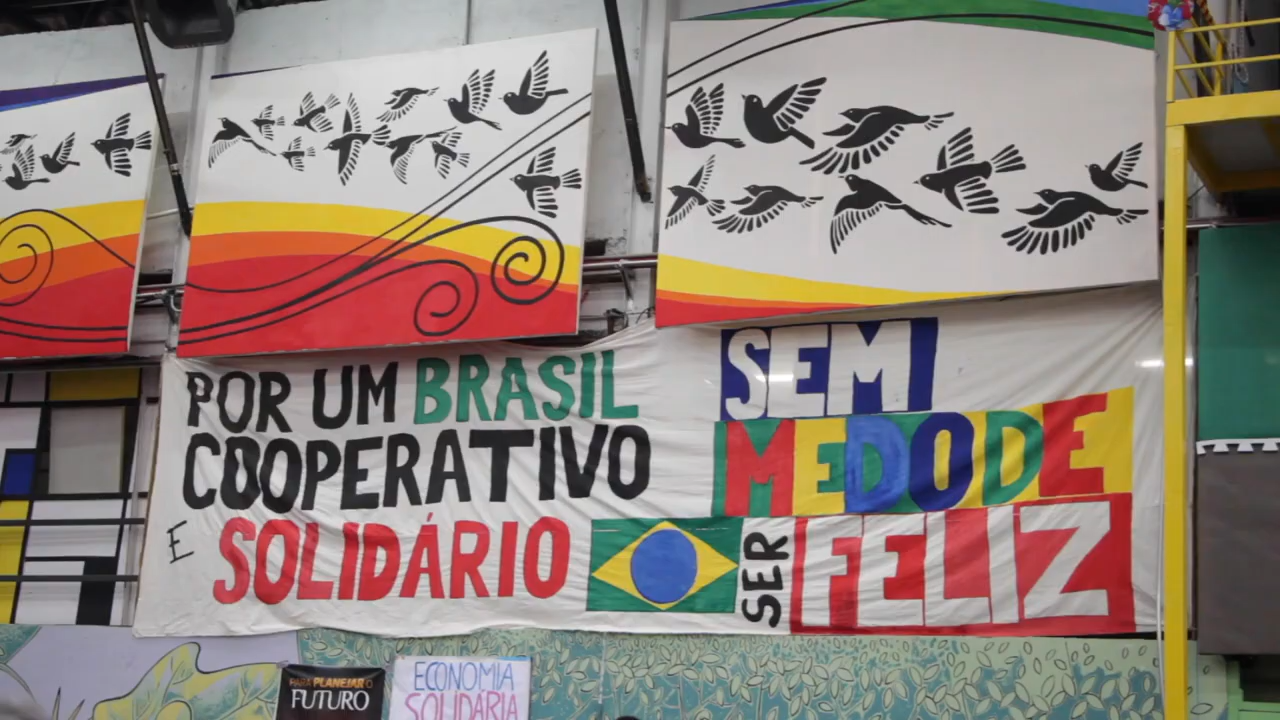 POR UM BRASIL
COOPERATIVO
E SOLIDÁRIO
SEM
MEDO DE
SER FELIZ
PARA PLANEJAR O
FUTURO
ECONOMIA
SOLIDÁRIA